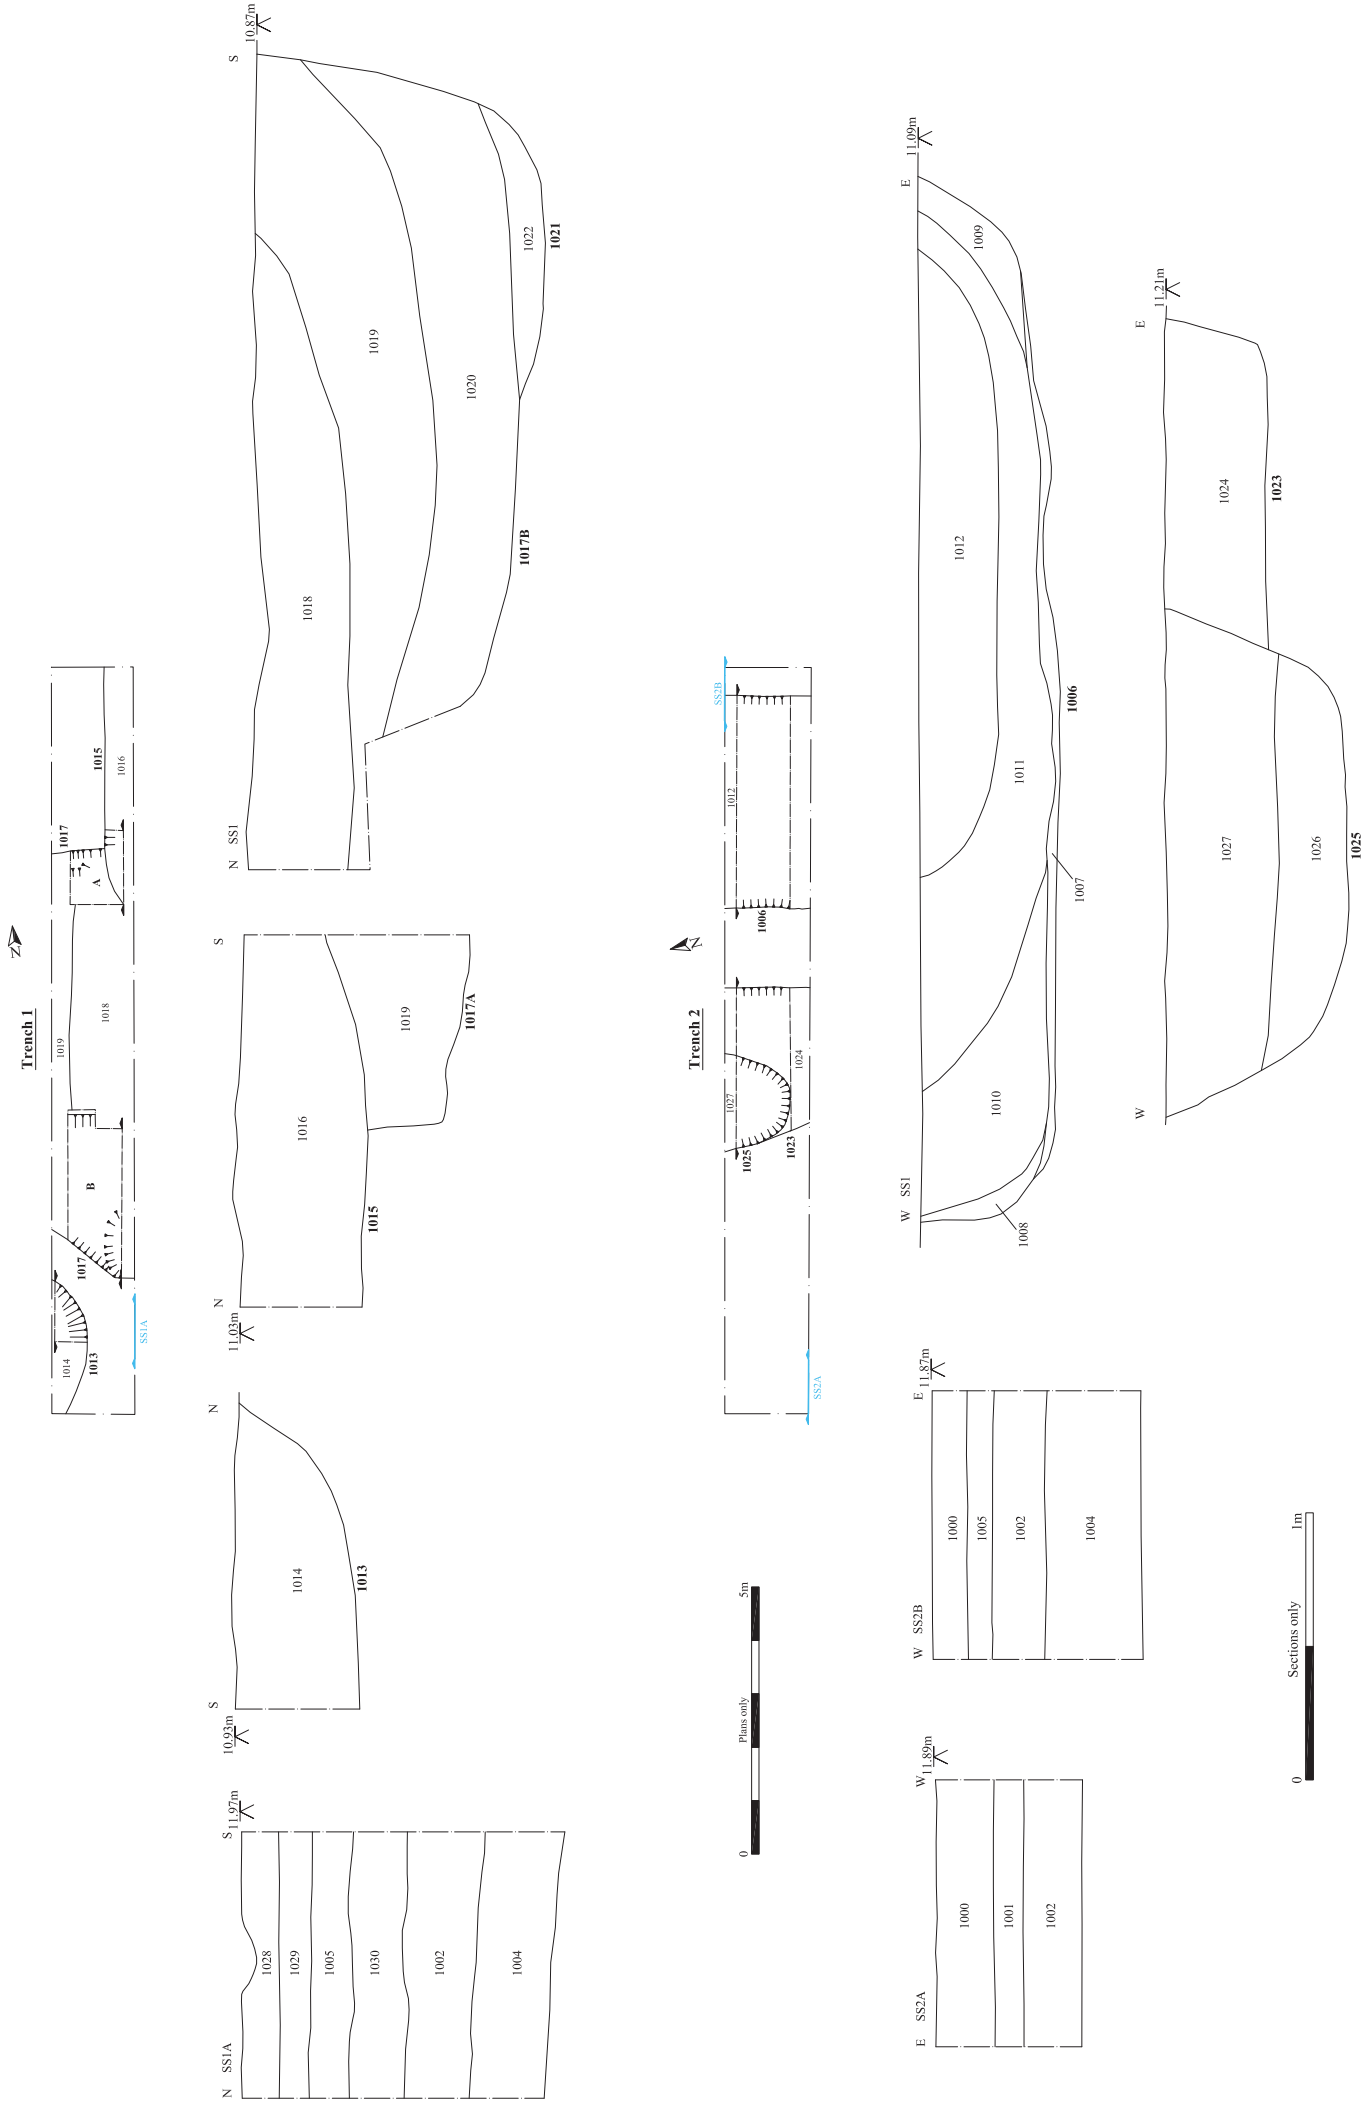 Trench 1
N
1014
1013
1017
B
1019
1018
A
1017
1015
1016
SS1A
N SS1A
S
11.97m
1028
1029
1005
1030
1002
1004
10.93m
S
N
1014
1013
11.03m
N
S
1016
1019
1015
1017A
N SS1
S
10.87m
1018
1019
1020
1022
1017B
1021
Trench 2
N
SS2A
SS2B
1025
1027
1023
1024
1006
1012
0
Plans only
5m
E SS2A
W
11.89m
1000
1001
1002
W SS2B
E
11.87m
1000
1005
1002
1004
W SS1
E
11.09m
1008
1010
1007
1011
1012
1009
1006
W
E
11.21m
1027
1026
1024
1025
1023
0
Sections only
1m